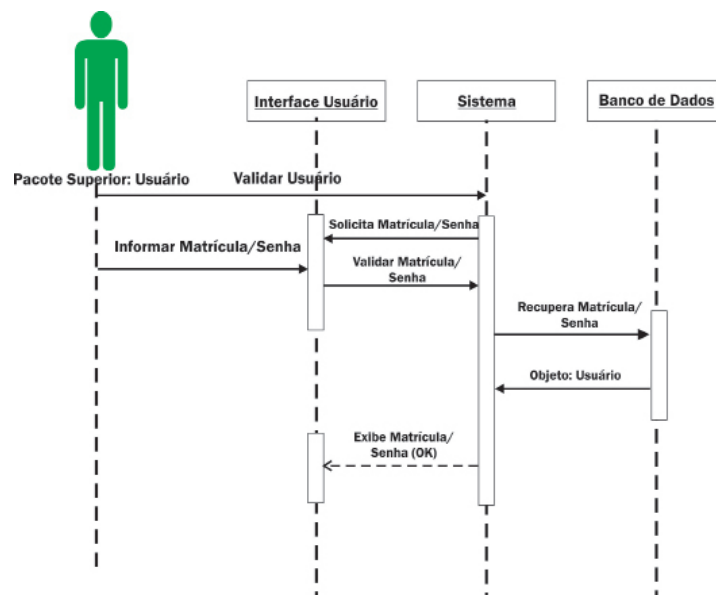 Interface Usuário
Sistema
Banco de Dados
Pacote Superior: Usuário
Validar Usuário
Solicita Matrícula/Senha
Informar Matrícula/Senha
Validar Matrícula/
Senha
Recupera Matrícula/
Senha
Objeto: Usuário
Exibe Matrícula/
Senha (OK)